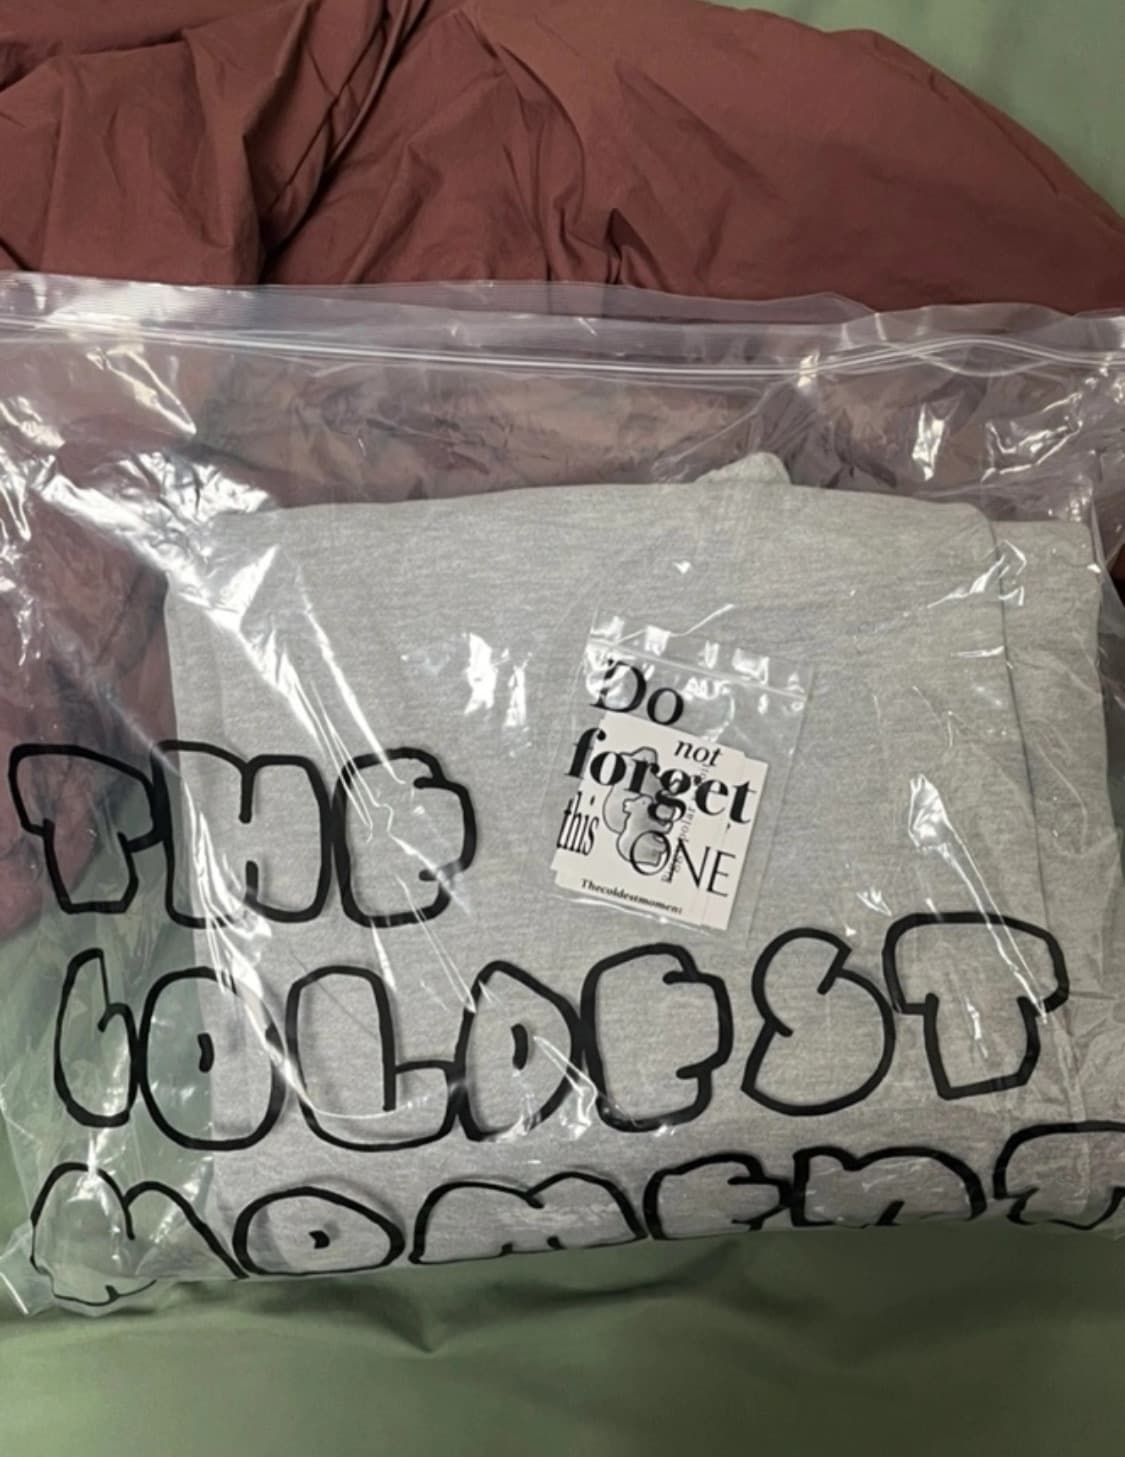 Do
not
forget
this
ONE
Thecoldestmoment
THE
COLDEST
MOMENT